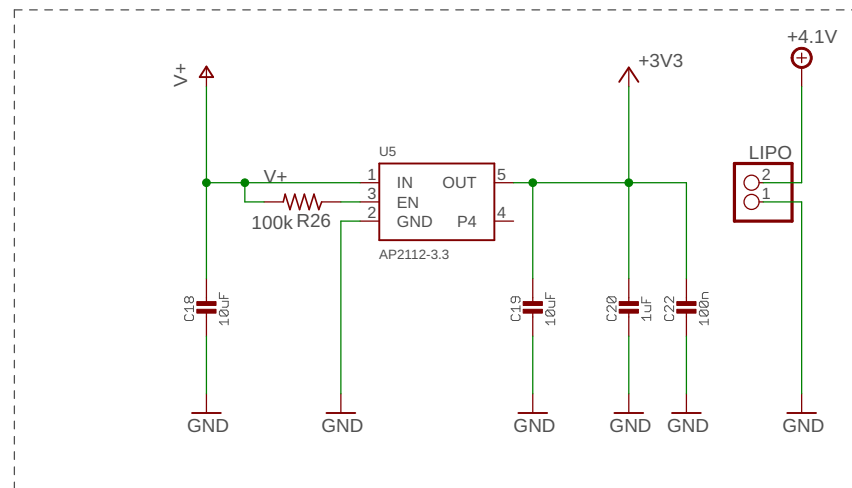 +4.1V
V+
+3V3
U5
LIPO
V+
1 IN OUT 5
2
3 EN
1
100k R26
2 GND P4 4
AP2112-3.3
C18 10uF
C19 10uF
C20 1uF
C22 100n
GND GND GND GND GND GND